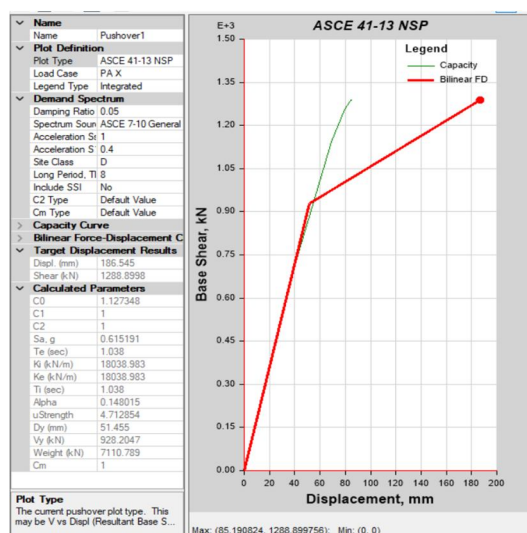 Name
Name Pushover1
Plot Definition
Plot Type ASCE 41-13 NSP
Load Case PA X
Legend Type Integrated
Demand Spectrum
Damping Ratio 0.05
Spectrum Sour ASCE 7-10 General
Acceleration Ss 1
Acceleration S' 0.4
Site Class D
Long Period, Tl 8
Include SSI No
C2 Type Default Value
Cm Type Default Value
Capacity Curve
Bilinear Force-Displacement C
Target Displacement Results
Displ. (mm) 186.545
Shear (kN) 1288.8998
Calculated Parameters
C0 1.127348
C1 1
C2 1
Sa, g 0.615191
Te (sec) 1.038
Ki (kN/m) 18038.983
Ke (kN/m) 18038.983
Ti (sec) 1.038
Alpha 0.148015
uStrength 4.712854
Dy (mm) 51.455
Vy (kN) 928.2047
Weight (kN) 7110.789
Cm 1
Plot Type
The current pushover plot type. This
may be V vs Displ (Resultant Base S...
E+3
ASCE 41-13 NSP
Legend
Capacity
Bilinear FD
1.50
1.35
1.20
1.05
0.90
0.75
0.60
0.45
0.30
0.15
0.00
Base Shear, kN
0 20 40 60 80 100 120 140 160 180 200
Displacement, mm
Max: (85.190824, 1288.899756); Min: (0, 0)